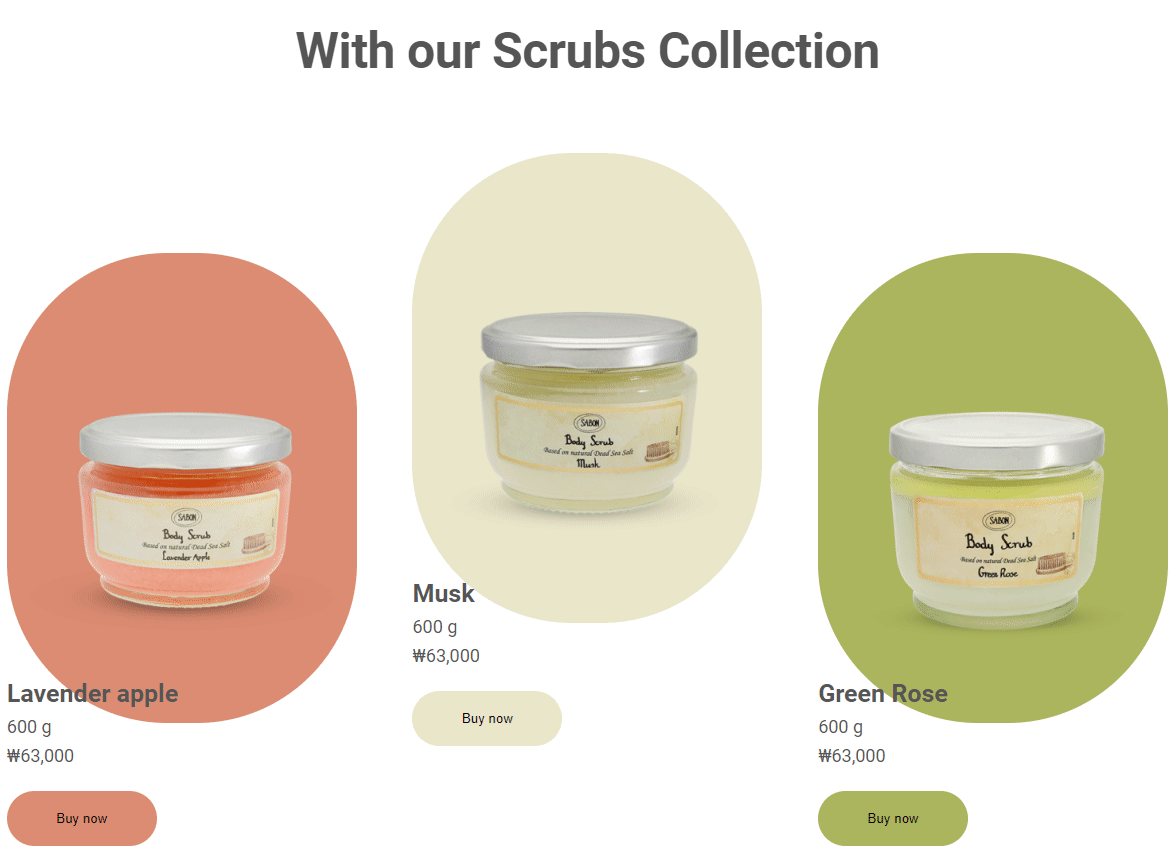 With our Scrubs Collection
SABON
Body Scrub
Based on natural Dead Sea Salt
Lavender Apple
Lavender apple
600 g
₩63,000
Buy now
SABON
Body Scrub
Based on natural Dead Sea Salt
Musk
Musk
600 g
₩63,000
Buy now
SABON
Body Scrub
Based on natural Dead Sea Salt
Green Rose
Green Rose
600 g
₩63,000
Buy now